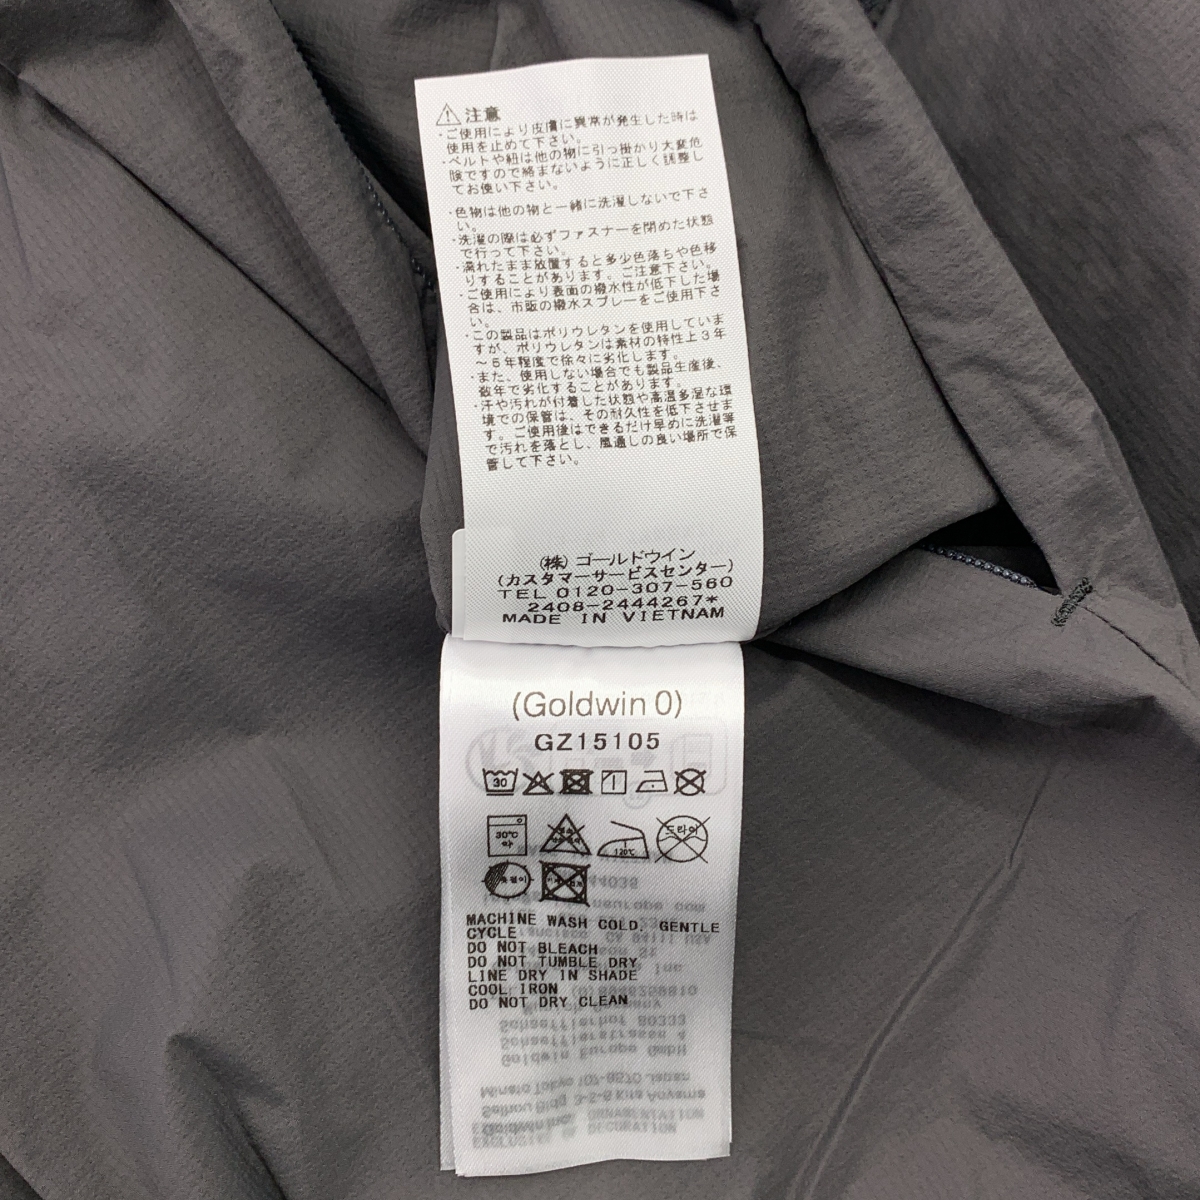 注意
・ご使用により皮膚に異常が発生した時は
使用を止めて下さい。
・ベルトや紐は他の物に引っ掛かり大変危
険ですので絡まないように正しく調整し
てお使い下さい。
・色物は他の物と一緒に洗濯しないで下さ
い。
・洗濯の際は必ずファスナーを閉めた状態
で行って下さい。
・濡れたまま放置すると多少色落ちや色移
りすることがあります。ご注意下さい。
・ご使用により表面の撥水性が低下した場
合は、市販の撥水スプレーをご使用下さ
い。
・この製品はポリウレタンを使用していま
すが、ポリウレタンは素材の特性上3年
〜5年程度で徐々に劣化します。
・また、使用しない場合でも製品生産後、
数年で劣化することがあります。
・汗や汚れが付着した状態や高温多湿な環
境での保管は、その耐久性を低下させま
す。ご使用後はできるだけ早めに洗濯等
で汚れを落とし、風通しの良い場所で保
管して下さい。
(株) ゴールドウイン
(カスタマーサービスセンター)
TEL 0120-307-560
2408-2444267*
MADE IN VIETNAM
(Goldwin 0)
GZ15105
30
30℃
약
120℃
드라이
MACHINE WASH COLD, GENTLE
CYCLE
DO NOT BLEACH
DO NOT TUMBLE DRY
LINE DRY IN SHADE
COOL IRON
DO NOT DRY CLEAN